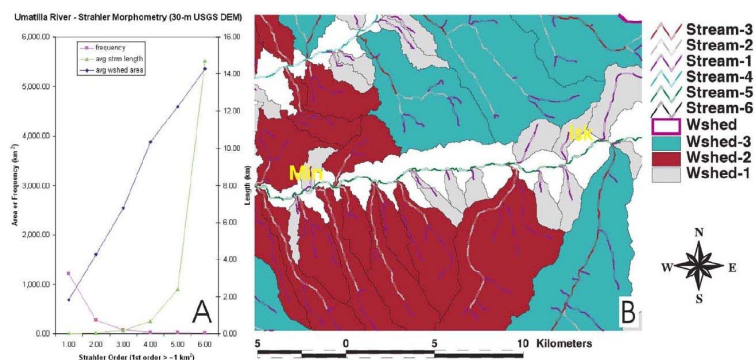 Umatilla River - Strahler Morphometry (30-m USGS DEM)
6,000.00
5,000.00
4,000.00
3,000.00
2,000.00
1,000.00
0.00
Area or Frequency (km²)
frequency
avg strm length
avg wshed area
16.00
14.00
12.00
10.00
8.00
6.00
4.00
2.00
0.00
Length (km)
1.00 2.00 3.00 4.00 5.00 6.00
Strahler Order (1st order > ~1 km²)
A
Min
Isk
B
5 0 5 10 Kilometers
Stream-3
Stream-2
Stream-1
Stream-4
Stream-5
Stream-6
Wshed
Wshed-3
Wshed-2
Wshed-1
N
W E
S